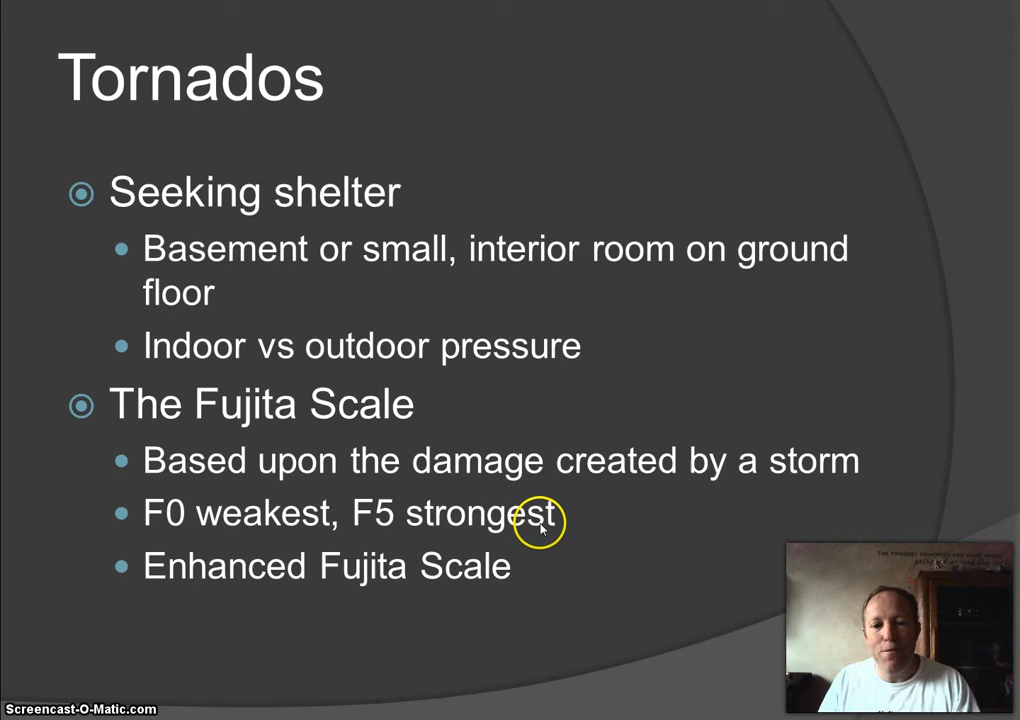 Tornados
Seeking shelter
Basement or small, interior room on ground
floor
Indoor vs outdoor pressure
The Fujita Scale
Based upon the damage created by a storm
F0 weakest, F5 strongest
Enhanced Fujita Scale
Screencast-O-Matic.com